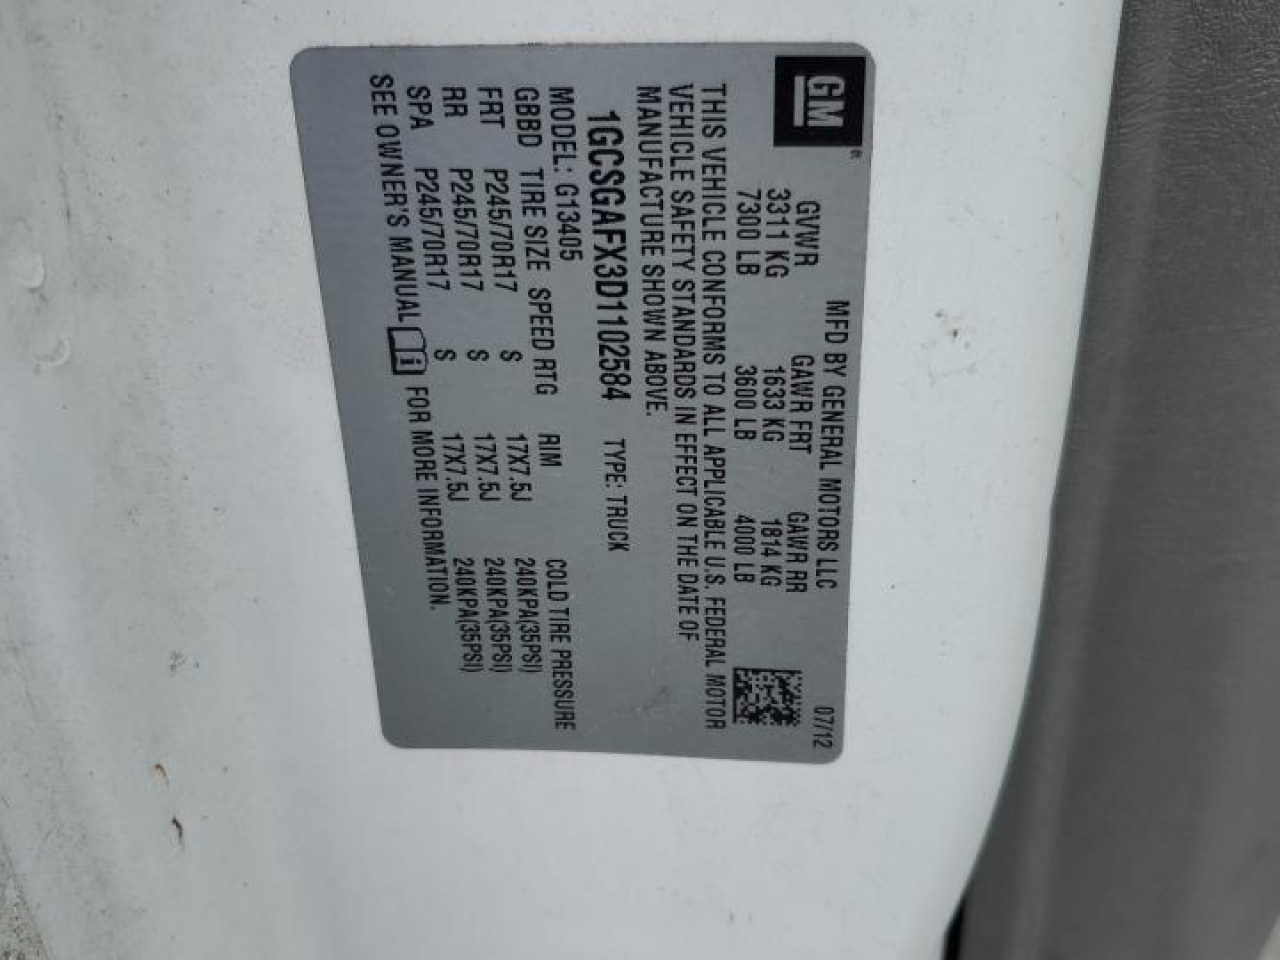 GM®
MFD BY GENERAL MOTORS LLC 07/12
GVWR GAWR FRT GAWR RR
3311 KG 1633 KG 1814 KG
7300 LB 3600 LB 4000 LB
THIS VEHICLE CONFORMS TO ALL APPLICABLE U.S. FEDERAL MOTOR
VEHICLE SAFETY STANDARDS IN EFFECT ON THE DATE OF
MANUFACTURE SHOWN ABOVE.
1GCSGAFX3D1102584 TYPE: TRUCK
MODEL: G13405
GBBD TIRE SIZE SPEED RTG RIM COLD TIRE PRESSURE
FRT P245/70R17 S 17X7.5J 240KPA(35PSI)
RR P245/70R17 S 17X7.5J 240KPA(35PSI)
SPA P245/70R17 S 17X7.5J 240KPA(35PSI)
SEE OWNER'S MANUAL i FOR MORE INFORMATION.